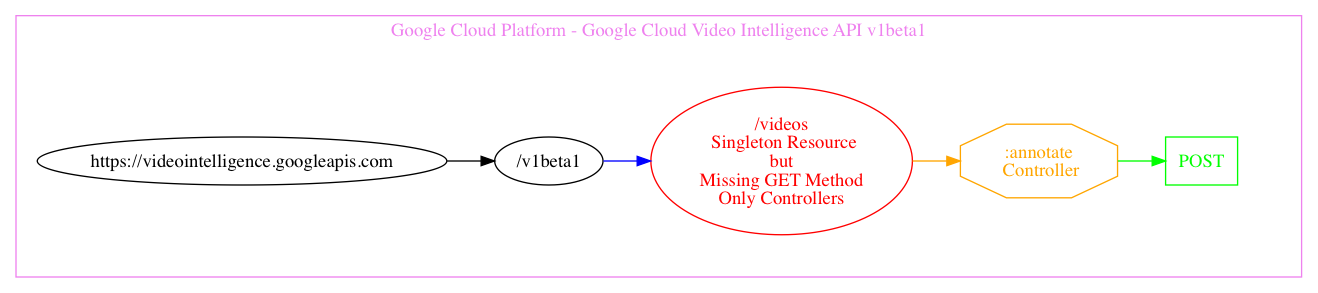 Google Cloud Platform - Google Cloud Video Intelligence API v1beta1
https://videointelligence.googleapis.com
/v1beta1
/videos
Singleton Resource
but
Missing GET Method
Only Controllers
:annotate
Controller
POST